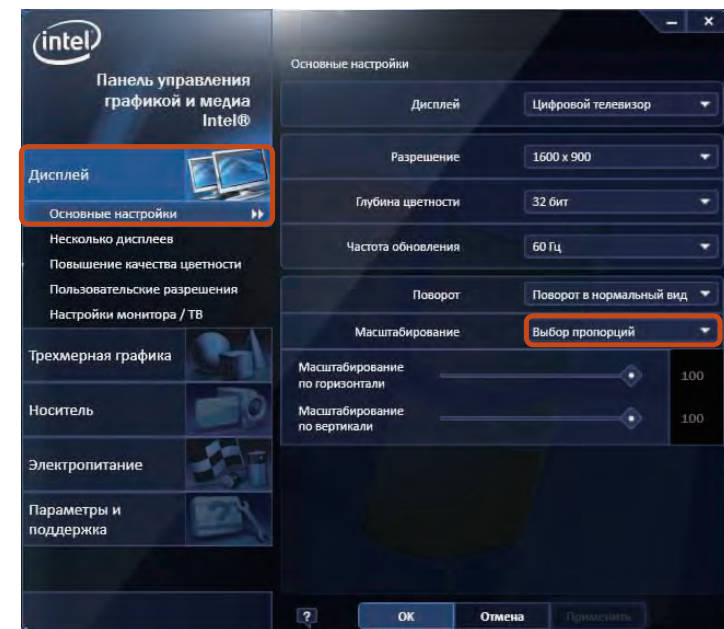 intel
Панель управления
графикой и медиа
Intel®
Дисплей
Основные настройки
Несколько дисплеев
Повышение качества цветности
Пользовательские разрешения
Настройки монитора / ТВ
Трехмерная графика
Носитель
Электропитание
Параметры и
поддержка
Основные настройки
Дисплей
Цифровой телевизор
Разрешение
1600 x 900
Глубина цветности
32 бит
Частота обновления
60 Гц
Поворот
Поворот в нормальный вид
Масштабирование
Выбор пропорций
Масштабирование
по горизонтали
100
Масштабирование
по вертикали
100
?
ОК
Отмена
Применить